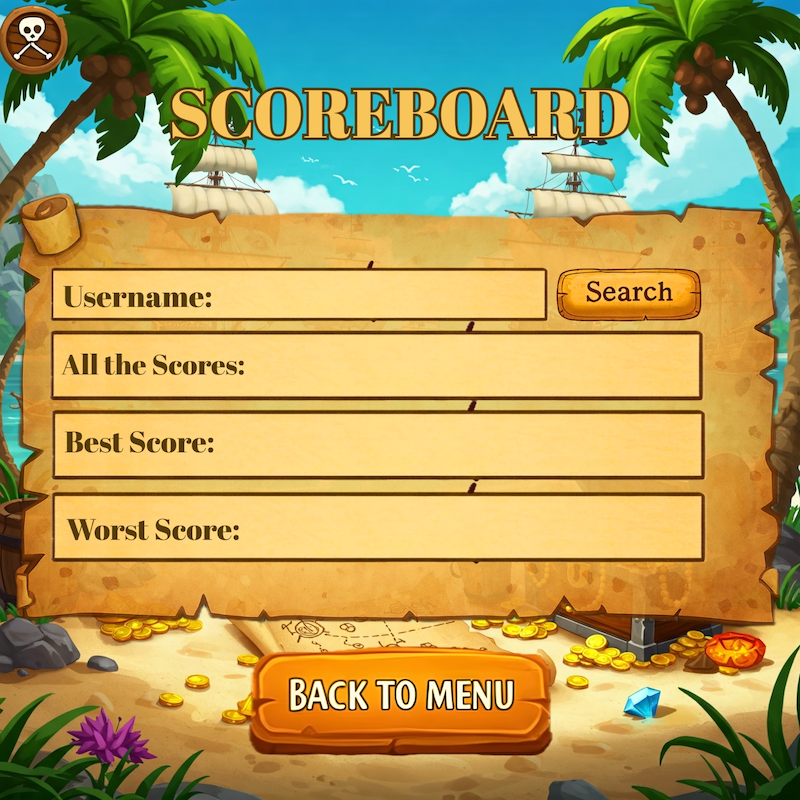 SCOREBOARD
Username:
Search
All the Scores:
Best Score:
Worst Score:
BACK TO MENU